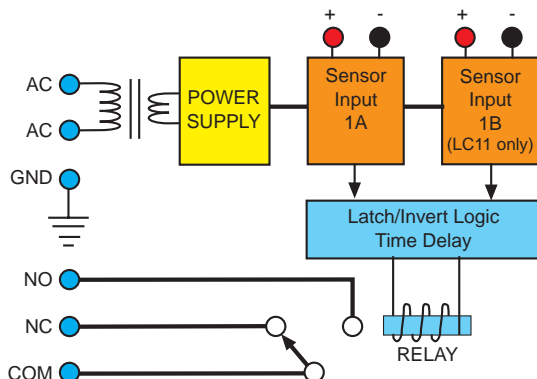 + - + -
AC
AC
GND
POWER
SUPPLY
Sensor
Input
1A
Sensor
Input
1B
(LC11 only)
Latch/Invert Logic
Time Delay
NO
NC
COM
RELAY